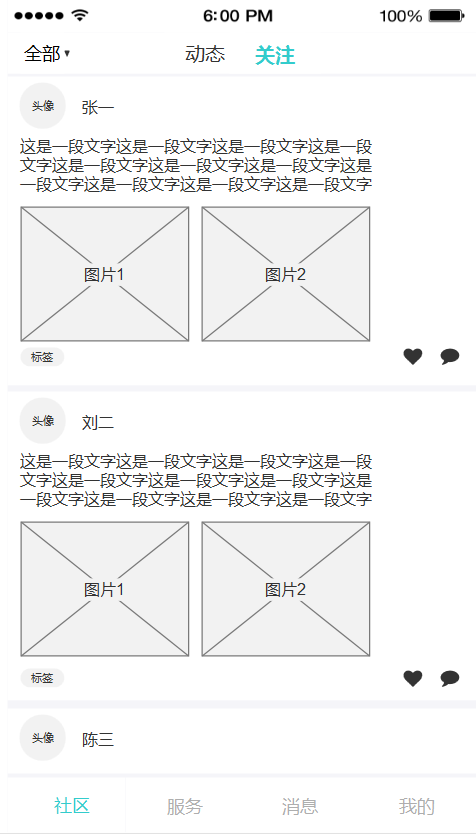 6:00 PM 100%
全部▾ 动态 关注
头像 张一
这是一段文字这是一段文字这是一段文字这是一段
文字这是一段文字这是一段文字这是一段文字这是
一段文字这是一段文字这是一段文字这是一段文字
图片1 图片2
标签
头像 刘二
这是一段文字这是一段文字这是一段文字这是一段
文字这是一段文字这是一段文字这是一段文字这是
一段文字这是一段文字这是一段文字这是一段文字
图片1 图片2
标签
头像 陈三
社区 服务 消息 我的